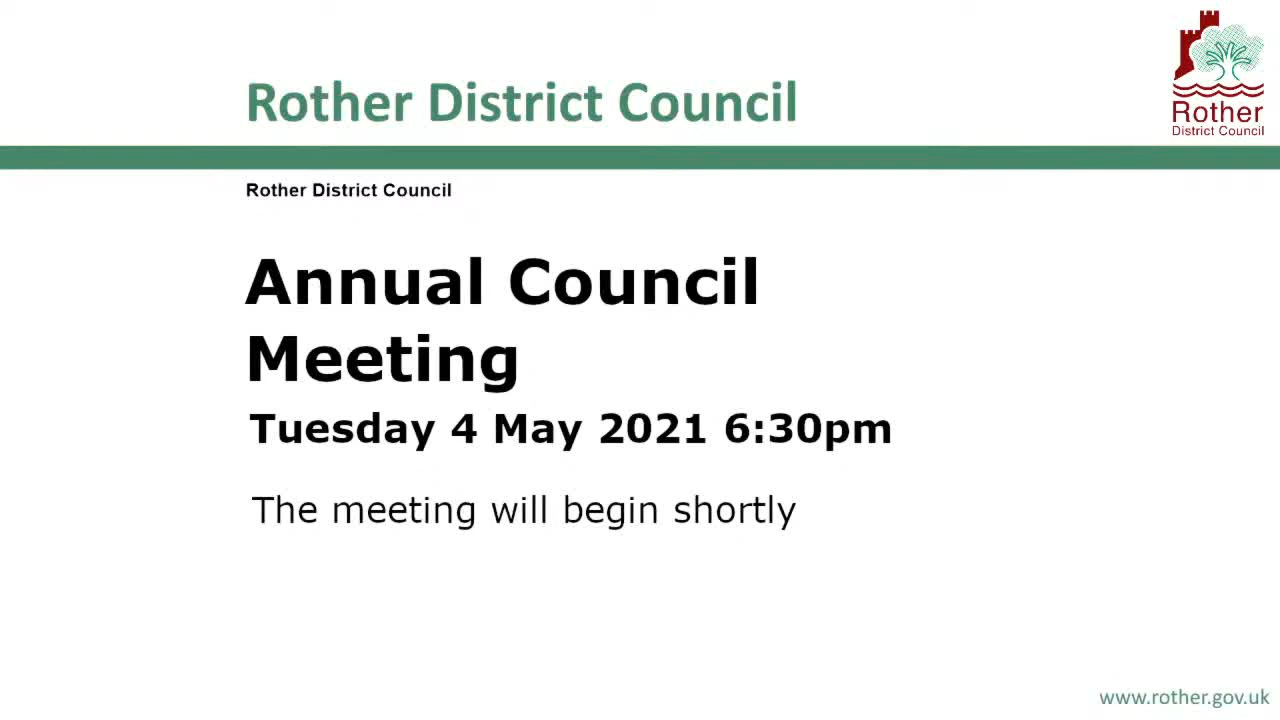 Rother District Council
Rother
District Council
Rother District Council
Annual Council
Meeting
Tuesday 4 May 2021 6:30pm
The meeting will begin shortly
www.rother.gov.uk